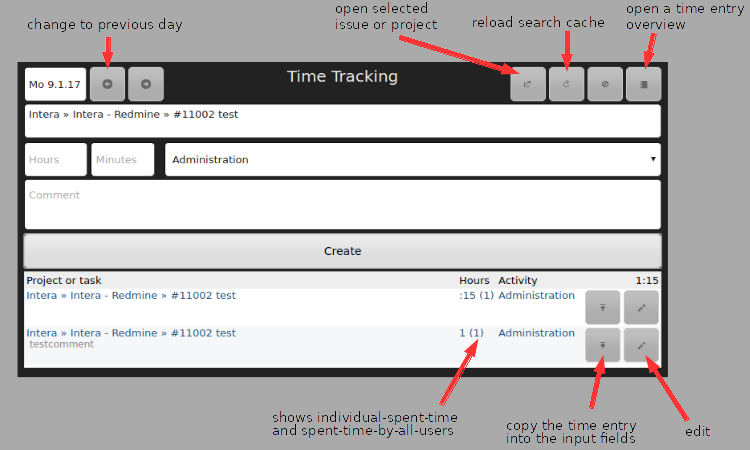 open selected
issue or project
open a time entry
overview
change to previous day
reload search cache
Mo 9.1.17
Time Tracking
Intera » Intera - Redmine » #11002 test
Hours Minutes Administration
Comment
Create
Project or task Hours Activity 1:15
Intera » Intera - Redmine » #11002 test :15 (1) Administration
Intera » Intera - Redmine » #11002 test 1 (1) Administration
testcomment
shows individual-spent-time
and spent-time-by-all-users
copy the time entry
into the input fields
edit